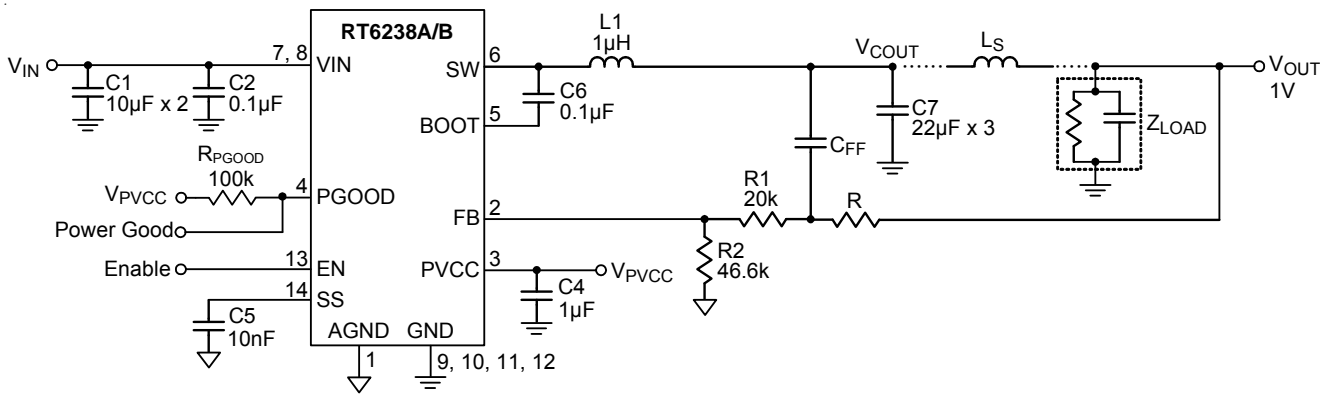 RT6238A/B
VIN
7, 8
VIN
C1
10µF x 2
C2
0.1µF
SW
6
L1
1µH
C6
0.1µF
BOOT
5
VCOUT
LS
VOUT
1V
C7
22µF x 3
ZLOAD
CFF
RPGOOD
100k
VPVCC
4
PGOOD
Power Good
FB
2
R1
20k
R
R2
46.6k
Enable
13
EN
PVCC
3
VPVCC
C4
1µF
14
SS
C5
10nF
AGND
GND
1
9, 10, 11, 12